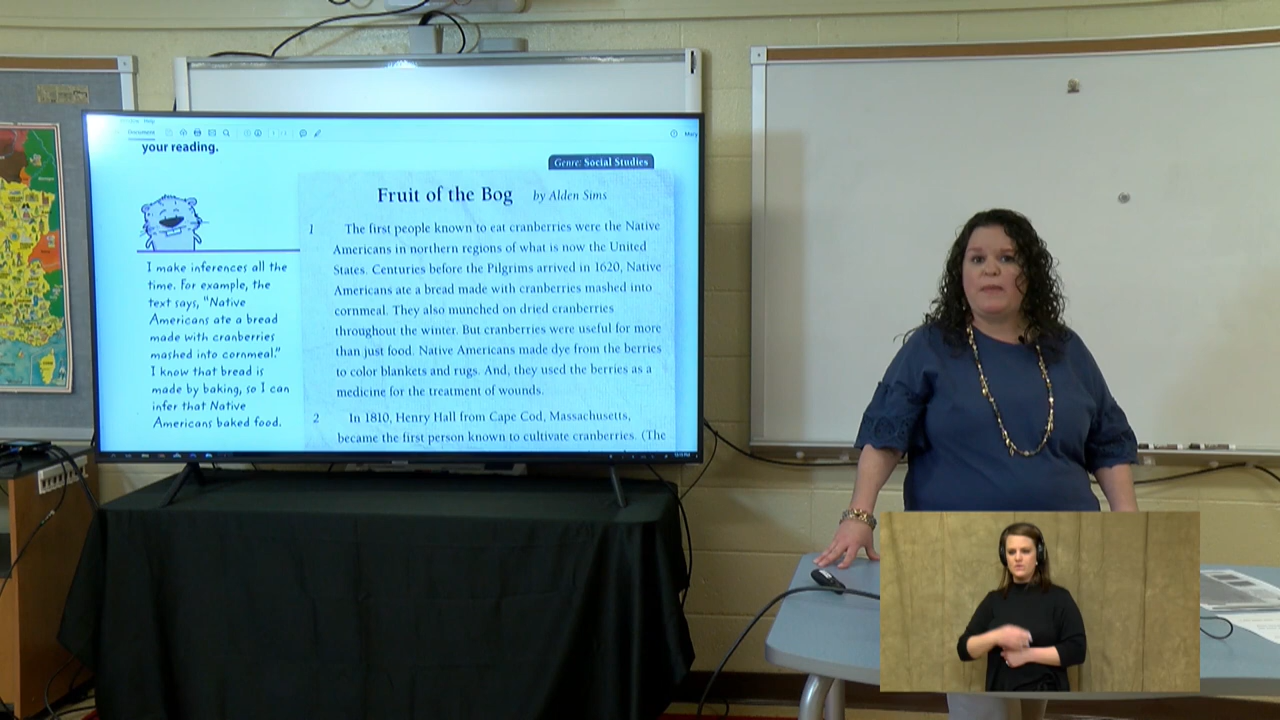 Window Help
Document
Mary
your reading.
Genre: Social Studies
Fruit of the Bog by Alden Sims
I make inferences all the
time. For example, the
text says, "Native
Americans ate a bread
made with cranberries
mashed into cornmeal."
I know that bread is
made by baking, so I can
infer that Native
Americans baked food.
1 The first people known to eat cranberries were the Native
Americans in northern regions of what is now the United
States. Centuries before the Pilgrims arrived in 1620, Native
Americans ate a bread made with cranberries mashed into
cornmeal. They also munched on dried cranberries
throughout the winter. But cranberries were useful for more
than just food. Native Americans made dye from the berries
to color blankets and rugs. And, they used the berries as a
medicine for the treatment of wounds.
2 In 1810, Henry Hall from Cape Cod, Massachusetts,
became the first person known to cultivate cranberries. (The